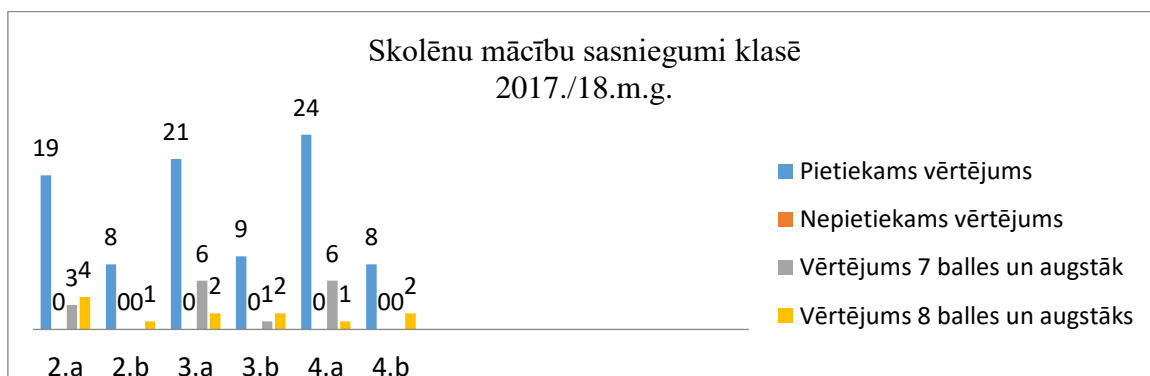 Skolēnu mācību sasniegumi klasē
2017./18.m.g.
19
0
3
4
8
0
0
1
21
0
6
2
9
0
1
2
24
0
6
1
8
0
0
2
2.a
2.b
3.a
3.b
4.a
4.b
Pietiekams vērtējums
Nepietiekams vērtējums
Vērtējums 7 balles un augstāk
Vērtējums 8 balles un augstāks